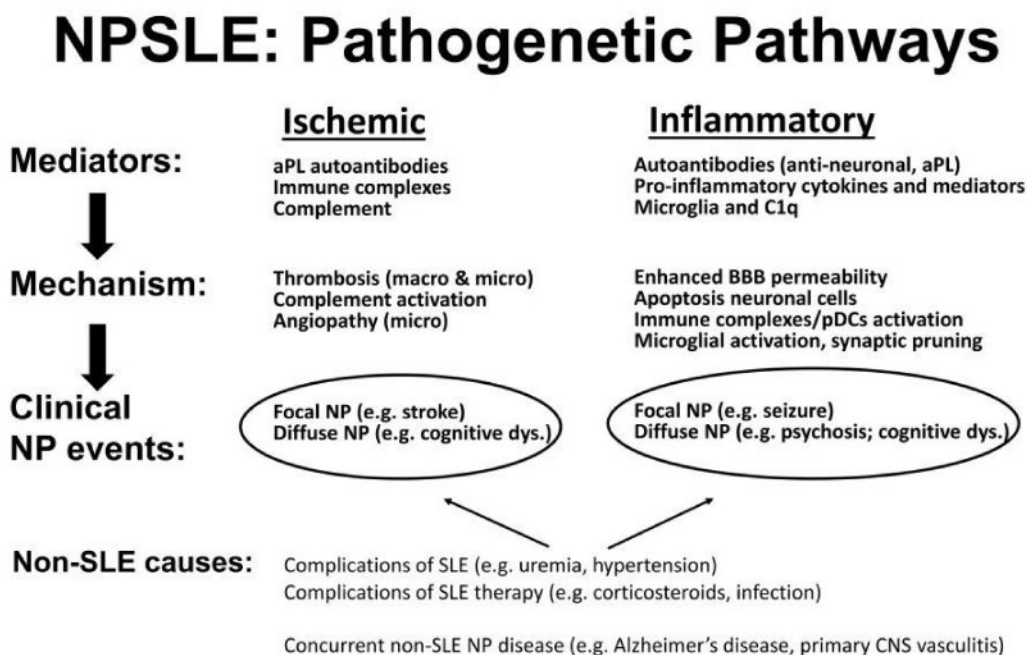 NPSLE: Pathogenetic Pathways
Ischemic
Inflammatory
Mediators:
aPL autoantibodies
Immune complexes
Complement
Autoantibodies (anti-neuronal, aPL)
Pro-inflammatory cytokines and mediators
Microglia and C1q
Mechanism:
Thrombosis (macro & micro)
Complement activation
Angiopathy (micro)
Enhanced BBB permeability
Apoptosis neuronal cells
Immune complexes/pDCs activation
Microglial activation, synaptic pruning
Clinical
NP events:
Focal NP (e.g. stroke)
Diffuse NP (e.g. cognitive dys.)
Focal NP (e.g. seizure)
Diffuse NP (e.g. psychosis; cognitive dys.)
Non-SLE causes:
Complications of SLE (e.g. uremia, hypertension)
Complications of SLE therapy (e.g. corticosteroids, infection)
Concurrent non-SLE NP disease (e.g. Alzheimer's disease, primary CNS vasculitis)